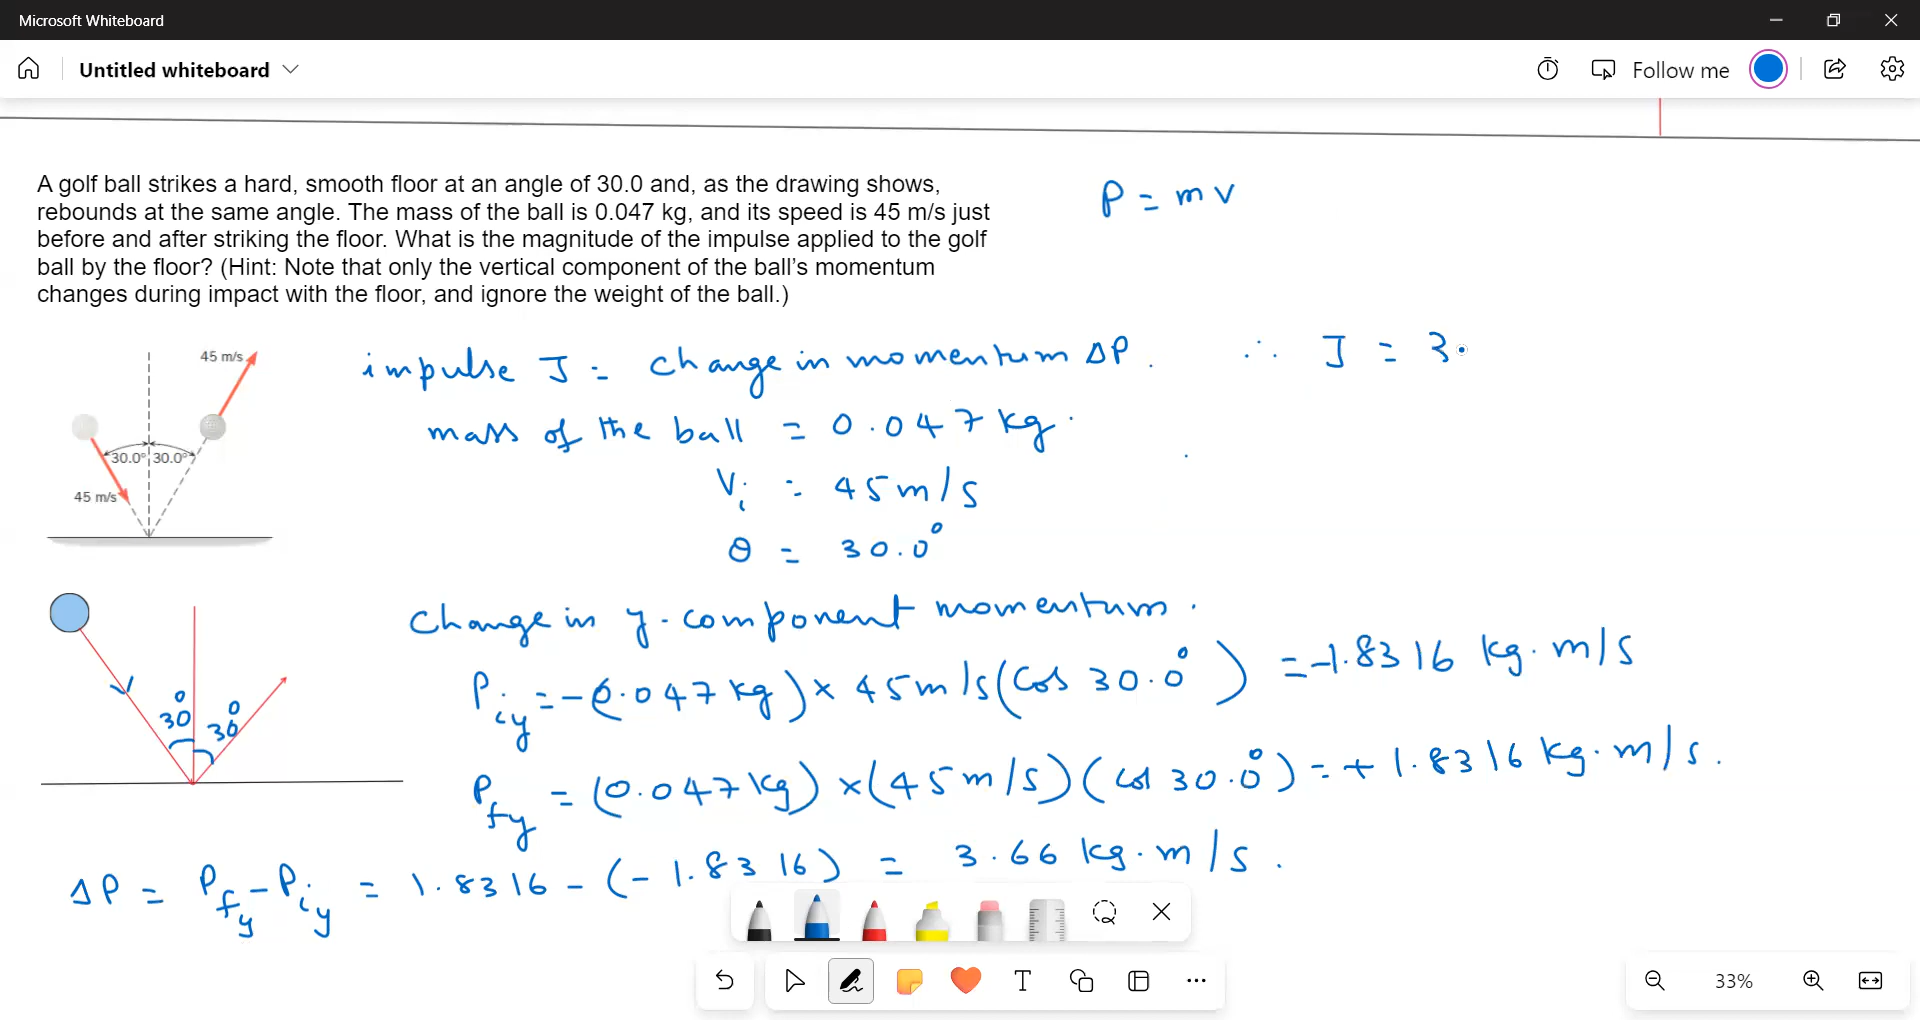 Microsoft Whiteboard
Untitled whiteboard
Follow me
A golf ball strikes a hard, smooth floor at an angle of 30.0 and, as the drawing shows,
rebounds at the same angle. The mass of the ball is 0.047 kg, and its speed is 45 m/s just
before and after striking the floor. What is the magnitude of the impulse applied to the golf
ball by the floor? (Hint: Note that only the vertical component of the ball’s momentum
changes during impact with the floor, and ignore the weight of the ball.)
P = mv
45 m/s
30.0° 30.0°
45 m/s
impulse J = change in momentum ΔP.
∴ J = 3.
mass of the ball = 0.047 kg.
Vi = 45 m/s
θ = 30.0°
change in y-component momentum.
30° 30°
Piy = -(0.047 kg) × 45 m/s (cos 30.0°) = -1.8316 kg.m/s
Pfy = (0.047 kg) × (45 m/s) (cos 30.0°) = + 1.8316 kg.m/s.
ΔP = Pfy - Piy = 1.8316 - (-1.8316) = 3.66 kg.m/s.
33%